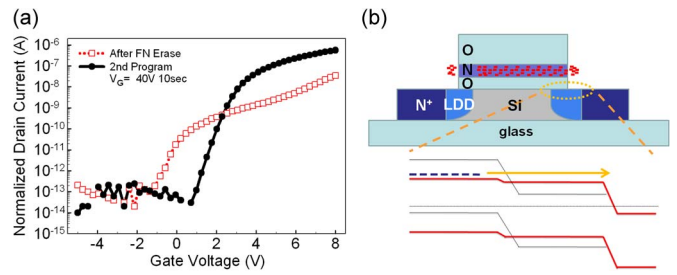 (a)
Normalized Drain Current (A)
10⁻⁶
10⁻⁷
10⁻⁸
10⁻⁹
10⁻¹⁰
10⁻¹¹
10⁻¹²
10⁻¹³
10⁻¹⁴
10⁻¹⁵
After FN Erase
2nd Program
V_G= 40V 10sec
-4 -2 0 2 4 6 8
Gate Voltage (V)
(b)
O
N
O
N⁺ LDD Si
glass